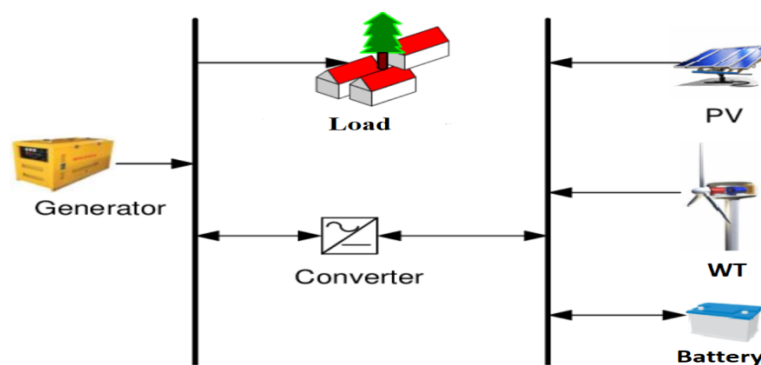 Load
PV
Generator
Converter
WT
Battery